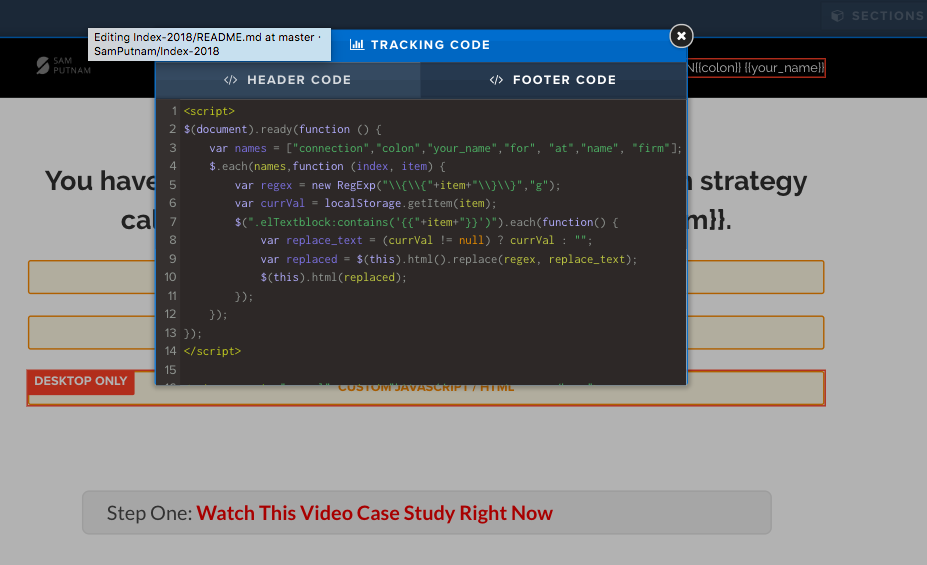 SECTIONS
Editing Index-2018/README.md at master ·
SamPutnam/Index-2018
TRACKING CODE
SAM
PUTNAM
N{{colon}} {{your_name}}
</> HEADER CODE
</> FOOTER CODE
1 <script>
2 $(document).ready(function () {
3 var names = ["connection","colon","your_name","for", "at","name", "firm"];
4 $.each(names,function (index, item) {
5 var regex = new RegExp("\\{\\{"+item+"\\}\\}","g");
6 var currVal = localStorage.getItem(item);
7 $(".elTextblock:contains('{{"+item+"}}')").each(function() {
8 var replace_text = (currVal != null) ? currVal : "";
9 var replaced = $(this).html().replace(regex, replace_text);
10 $(this).html(replaced);
11 });
12 });
13 });
14 </script>
15
You have
strategy
m}}.
DESKTOP ONLY
CUSTOM JAVASCRIPT / HTML
Step One: Watch This Video Case Study Right Now